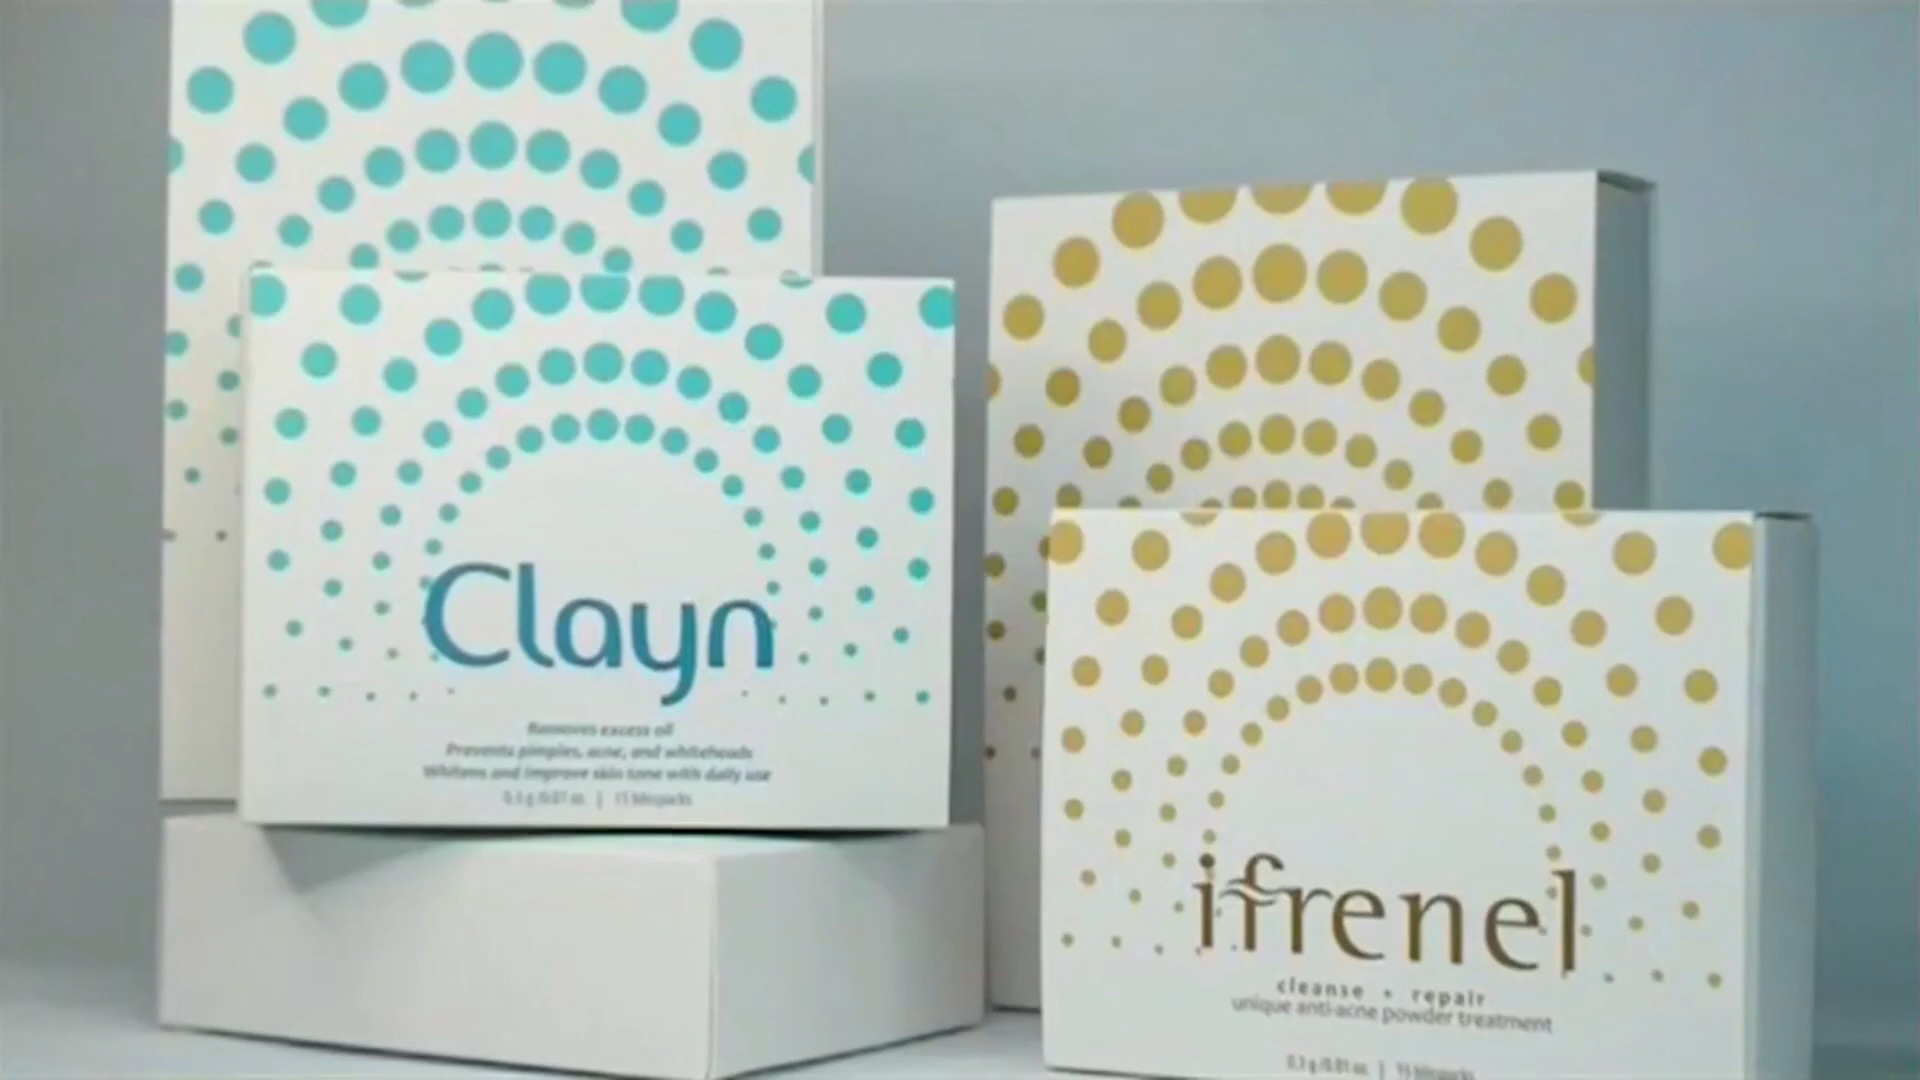 Clayn
Removes excess oil
Prevents pimples, acne, and whiteheads
Whitens and improve skin tone with daily use
ifrenel
cleanse + repair
unique anti-acne powder treatment